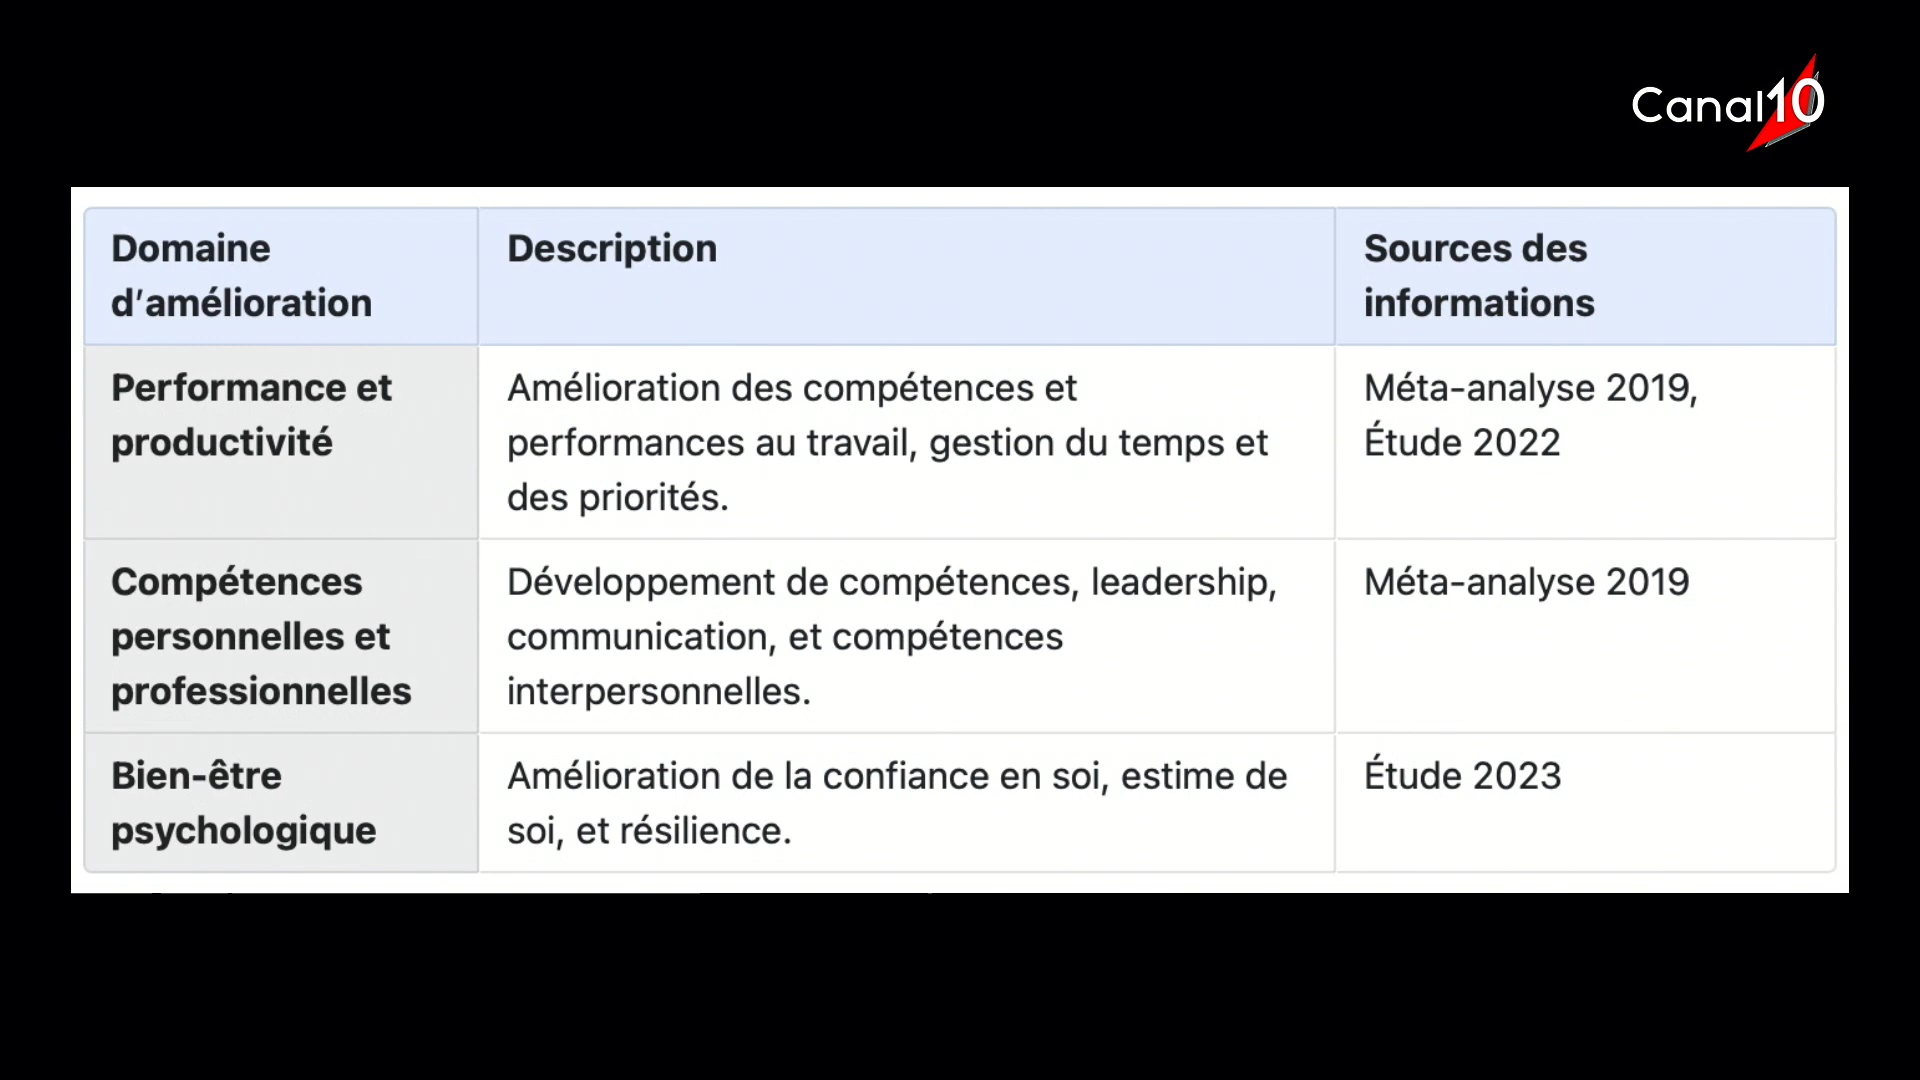 Canal10
Domaine
d'amélioration
Description
Sources des
informations
Performance et
productivité
Amélioration des compétences et
performances au travail, gestion du temps et
des priorités.
Méta-analyse 2019,
Étude 2022
Compétences
personnelles et
professionnelles
Développement de compétences, leadership,
communication, et compétences
interpersonnelles.
Méta-analyse 2019
Bien-être
psychologique
Amélioration de la confiance en soi, estime de
soi, et résilience.
Étude 2023